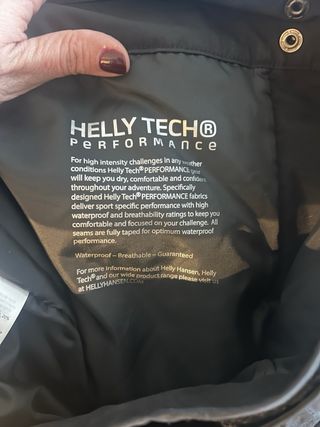 HELLY TECH®
PERFORMANCE
For high intensity challenges in any weather
conditions Helly Tech® PERFORMANCE
will keep you dry, comfortable and
throughout your adventure. Specifically
designed Helly Tech® PERFORMANCE fabrics
deliver sport specific performance with high
waterproof and breathability ratings to keep you
comfortable and focused on your challenge. All
seams are fully taped for optimum waterproof
performance.
Waterproof – Breathable – Guaranteed
For more information about Helly Hansen, Helly
Tech® and our wide product range please visit us
at HELLYHANSEN.COM